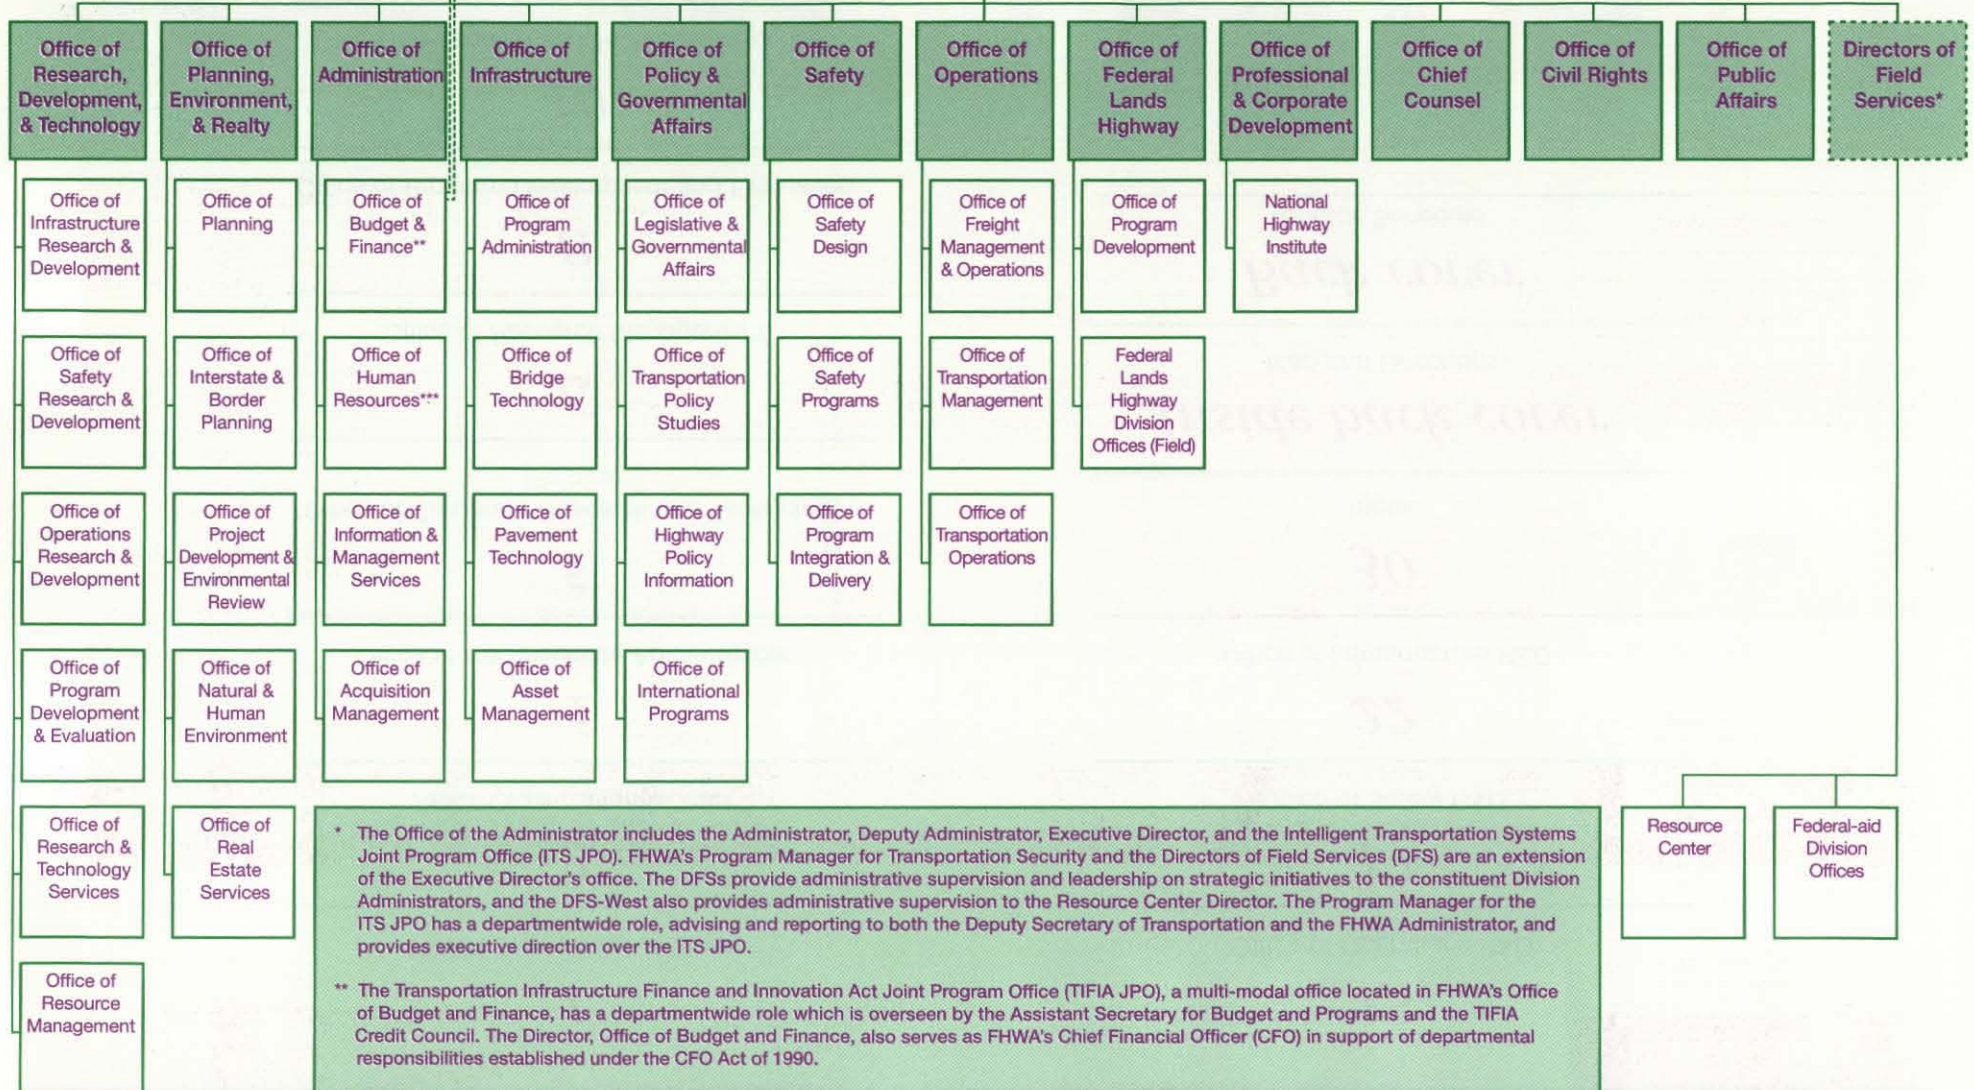 Office of
Research,
Development,
& Technology
Office of
Planning,
Environment,
& Realty
Office of
Administration
Office of
Infrastructure
Office of
Policy &
Governmental
Affairs
Office of
Safety
Office of
Operations
Office of
Federal
Lands
Highway
Office of
Professional
& Corporate
Development
Office of
Chief
Counsel
Office of
Civil Rights
Office of
Public
Affairs
Directors of
Field
Services*
Office of
Infrastructure
Research &
Development
Office of
Planning
Office of
Budget &
Finance**
Office of
Program
Administration
Office of
Legislative &
Governmental
Affairs
Office of
Safety
Design
Office of
Freight
Management
& Operations
Office of
Program
Development
National
Highway
Institute
Office of
Safety
Research &
Development
Office of
Interstate &
Border
Planning
Office of
Human
Resources***
Office of
Bridge
Technology
Office of
Transportation
Policy
Studies
Office of
Safety
Programs
Office of
Transportation
Management
Federal
Lands
Highway
Division
Offices (Field)
Office of
Operations
Research &
Development
Office of
Project
Development &
Environmental
Review
Office of
Information &
Management
Services
Office of
Pavement
Technology
Office of
Highway
Policy
Information
Office of
Program
Integration &
Delivery
Office of
Transportation
Operations
Office of
Program
Development
& Evaluation
Office of
Natural &
Human
Environment
Office of
Acquisition
Management
Office of
Asset
Management
Office of
International
Programs
Office of
Research &
Technology
Services
Office of
Real
Estate
Services
Resource
Center
Federal-aid
Division
Offices
Office of
Resource
Management
* The Office of the Administrator includes the Administrator, Deputy Administrator, Executive Director, and the Intelligent Transportation Systems
Joint Program Office (ITS JPO). FHWA's Program Manager for Transportation Security and the Directors of Field Services (DFS) are an extension
of the Executive Director's office. The DFSs provide administrative supervision and leadership on strategic initiatives to the constituent Division
Administrators, and the DFS-West also provides administrative supervision to the Resource Center Director. The Program Manager for the
ITS JPO has a departmentwide role, advising and reporting to both the Deputy Secretary of Transportation and the FHWA Administrator, and
provides executive direction over the ITS JPO.
** The Transportation Infrastructure Finance and Innovation Act Joint Program Office (TIFIA JPO), a multi-modal office located in FHWA's Office
of Budget and Finance, has a departmentwide role which is overseen by the Assistant Secretary for Budget and Programs and the TIFIA
Credit Council. The Director, Office of Budget and Finance, also serves as FHWA's Chief Financial Officer (CFO) in support of departmental
responsibilities established under the CFO Act of 1990.